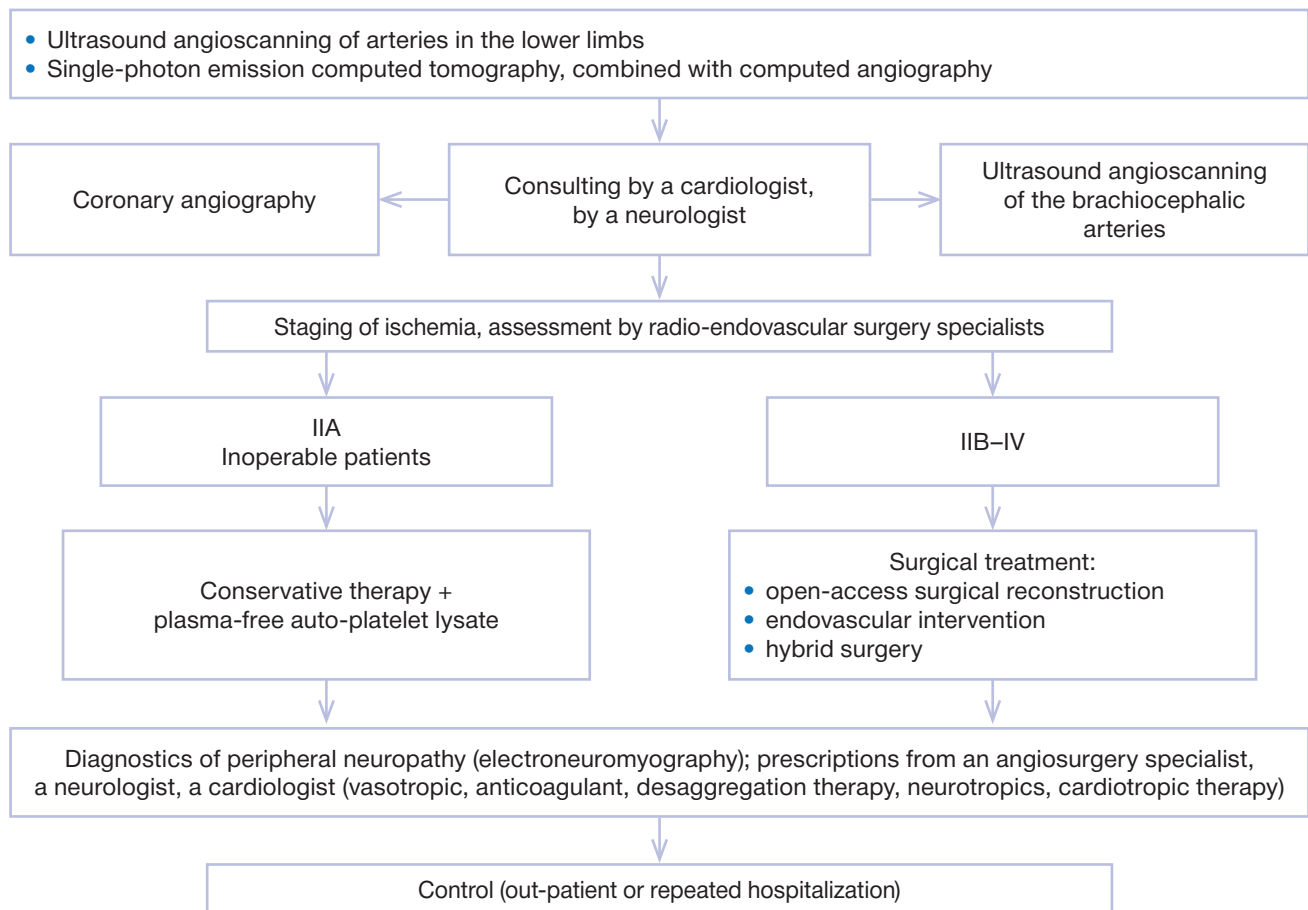 • Ultrasound angioscanning of arteries in the lower limbs
• Single-photon emission computed tomography, combined with computed angiography
Coronary angiography
Consulting by a cardiologist,
by a neurologist
Ultrasound angioscanning
of the brachiocephalic
arteries
Staging of ischemia, assessment by radio-endovascular surgery specialists
IIA
Inoperable patients
IIB–IV
Conservative therapy +
plasma-free auto-platelet lysate
Surgical treatment:
• open-access surgical reconstruction
• endovascular intervention
• hybrid surgery
Diagnostics of peripheral neuropathy (electroneuromyography); prescriptions from an angiosurgery specialist,
a neurologist, a cardiologist (vasotropic, anticoagulant, desaggregation therapy, neurotropics, cardiotropic therapy)
Control (out-patient or repeated hospitalization)